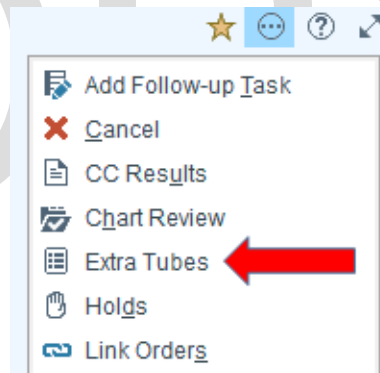 Add Follow-up Task
Cancel
CC Results
Chart Review
Extra Tubes
Holds
Link Orders